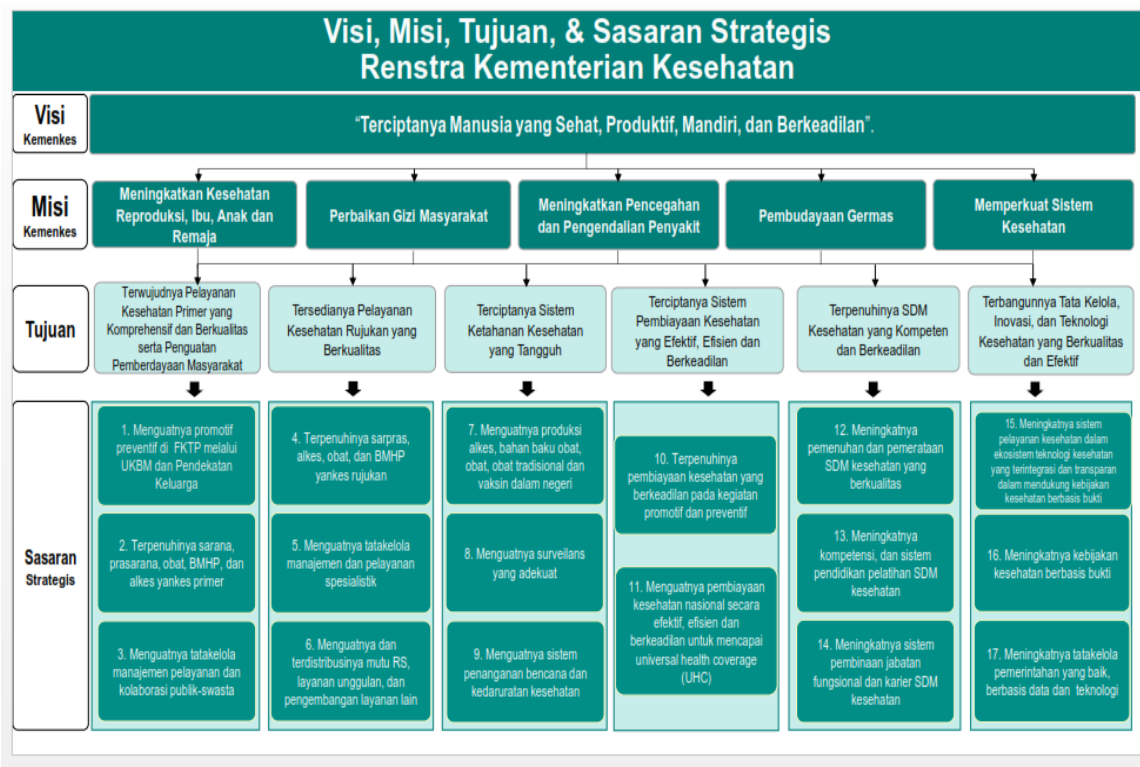 Visi, Misi, Tujuan, & Sasaran Strategis
Renstra Kementerian Kesehatan
Visi
Kemenkes
“Terciptanya Manusia yang Sehat, Produktif, Mandiri, dan Berkeadilan”.
Misi
Kemenkes
Meningkatkan Kesehatan
Reproduksi, Ibu, Anak dan
Remaja
Perbaikan Gizi Masyarakat
Meningkatkan Pencegahan
dan Pengendalian Penyakit
Pembudayaan Germas
Memperkuat Sistem
Kesehatan
Tujuan
Terwujudnya Pelayanan
Kesehatan Primer yang
Komprehensif dan Berkualitas
serta Penguatan
Pemberdayaan Masyarakat
Tersedianya Pelayanan
Kesehatan Rujukan yang
Berkualitas
Terciptanya Sistem
Ketahanan Kesehatan
yang Tangguh
Terciptanya Sistem
Pembiayaan Kesehatan
yang Efektif, Efisien dan
Berkeadilan
Terpenuhinya SDM
Kesehatan yang Kompeten
dan Berkeadilan
Terbangunnya Tata Kelola,
Inovasi, dan Teknologi
Kesehatan yang Berkualitas
dan Efektif
Sasaran
Strategis
1. Menguatnya promotif
preventif di FKTP melalui
UKBM dan Pendekatan
Keluarga
2. Terpenuhinya sarana,
prasarana, obat, BMHP, dan
alkes yankes primer
3. Menguatnya tatakelola
manajemen pelayanan dan
kolaborasi publik-swasta
4. Terpenuhinya sarpras,
alkes, obat, dan BMHP
yankes rujukan
5. Menguatnya tatakelola
manajemen dan pelayanan
spesialistik
6. Menguatnya dan
terdistribusinya mutu RS,
layanan unggulan, dan
pengembangan layanan lain
7. Menguatnya produksi
alkes, bahan baku obat,
obat, obat tradisional dan
vaksin dalam negeri
8. Menguatnya surveilans
yang adequat
9. Menguatnya sistem
penanganan bencana dan
kedaruratan kesehatan
10. Terpenuhinya
pembiayaan kesehatan yang
berkeadilan pada kegiatan
promotif dan preventif
11. Menguatnya pembiayaan
kesehatan nasional secara
efektif, efisien dan
berkeadilan untuk mencapai
universal health coverage
(UHC)
12. Meningkatnya
pemenuhan dan pemerataan
SDM kesehatan yang
berkualitas
13. Meningkatnya
kompetensi, dan sistem
pendidikan pelatihan SDM
kesehatan
14. Meningkatnya sistem
pembinaan jabatan
fungsional dan karier SDM
kesehatan
15. Meningkatnya sistem
pelayanan kesehatan dalam
ekosistem teknologi kesehatan
yang terintegrasi dan transparan
dalam mendukung kebijakan
kesehatan berbasis bukti
16. Meningkatnya kebijakan
kesehatan berbasis bukti
17. Meningkatnya tatakelola
pemerintahan yang baik,
berbasis data dan teknologi